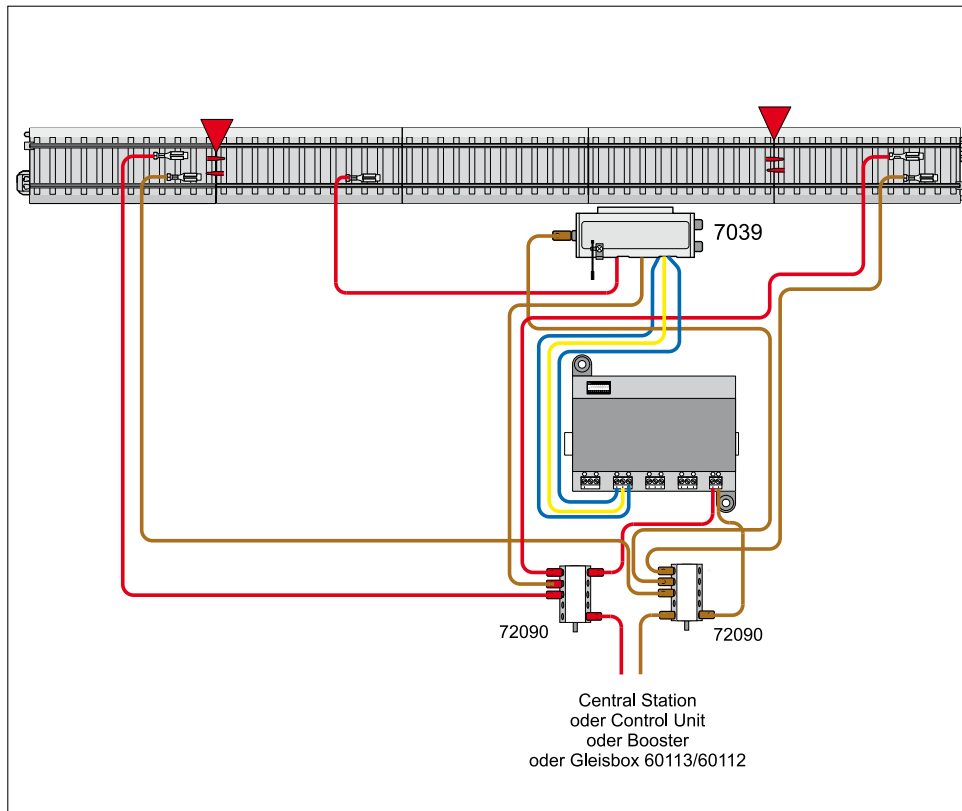 7039
72090
72090
Central Station
oder Control Unit
oder Booster
oder Gleisbox 60113/60112